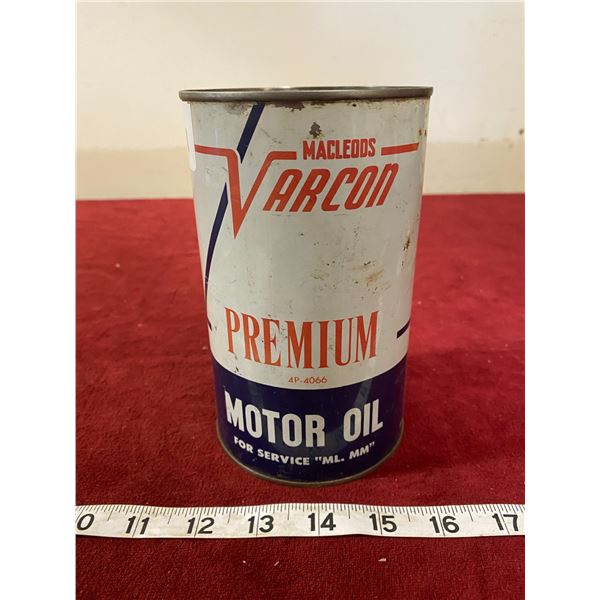 MACLEODS
VARCON
PREMIUM
4P-4066
MOTOR OIL
FOR SERVICE "ML. MM"
0 11 12 13 14 15 16 17